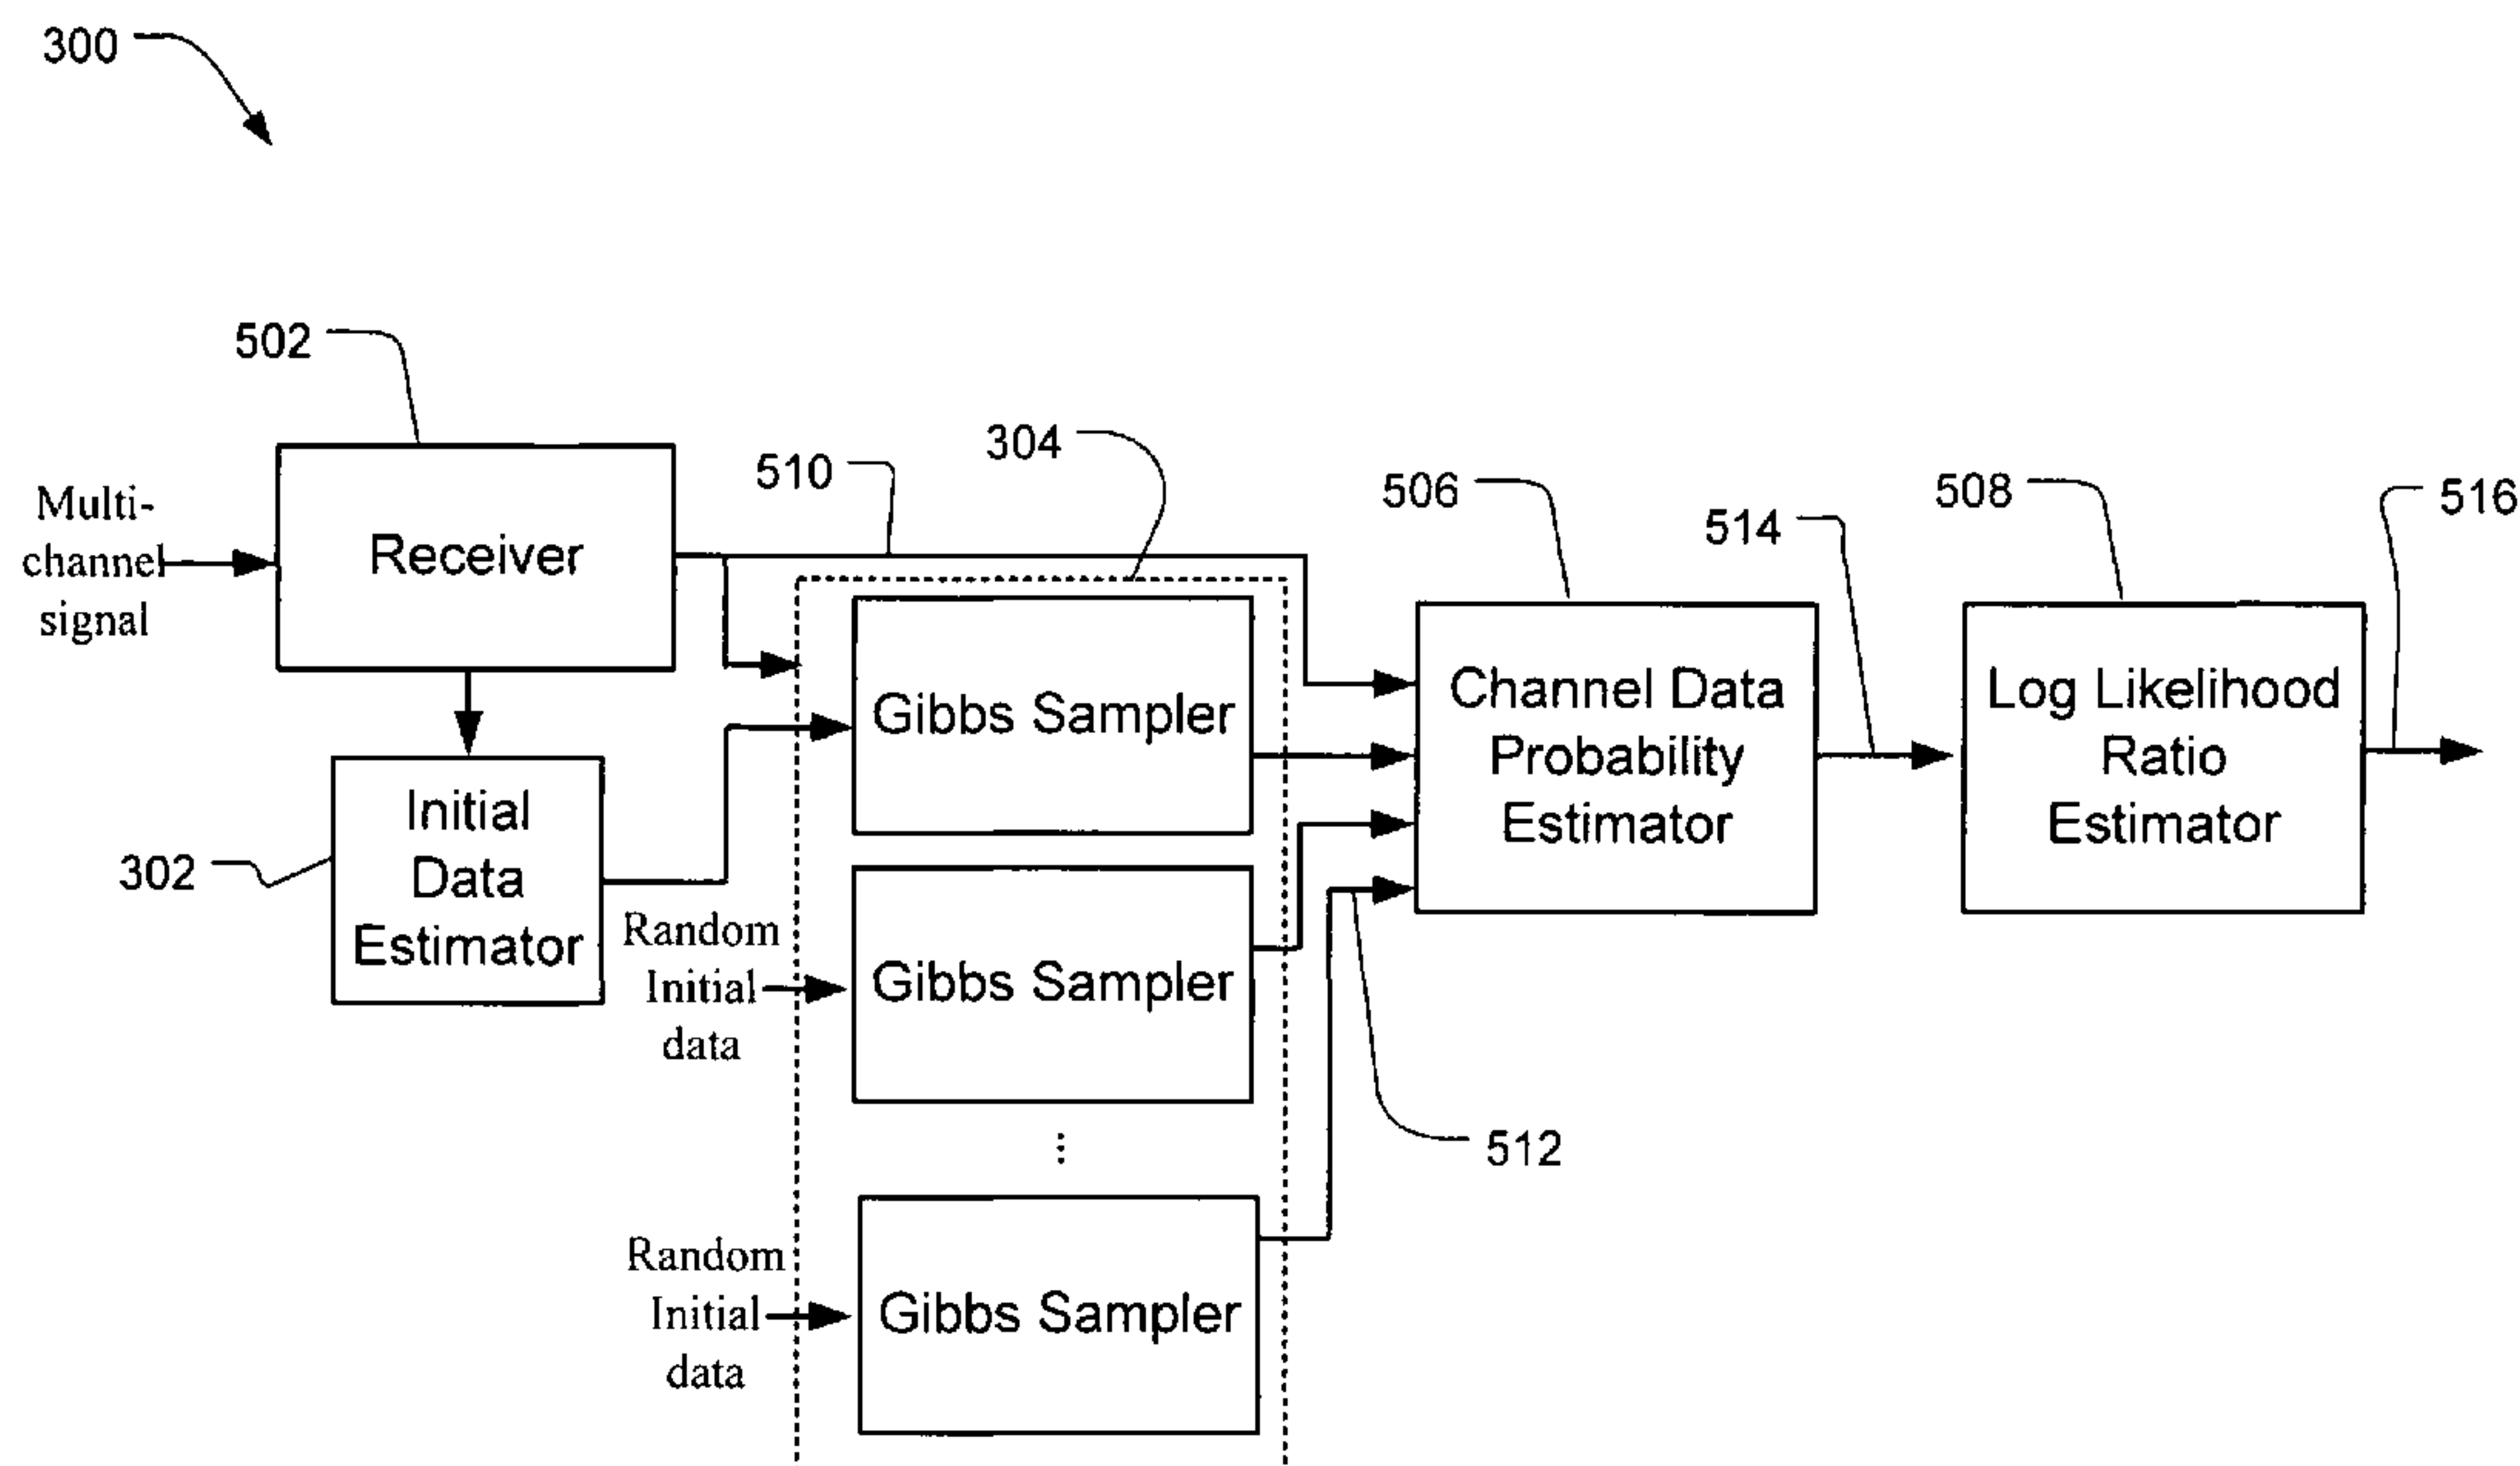 300
502
304
510
506
508
516
514
Multi-
channel
signal
Receiver
Gibbs Sampler
Channel Data
Probability
Estimator
Log Likelihood
Ratio
Estimator
Initial
Data
Estimator
302
Random
Initial
data
Gibbs Sampler
512
Random
Initial
data
Gibbs Sampler